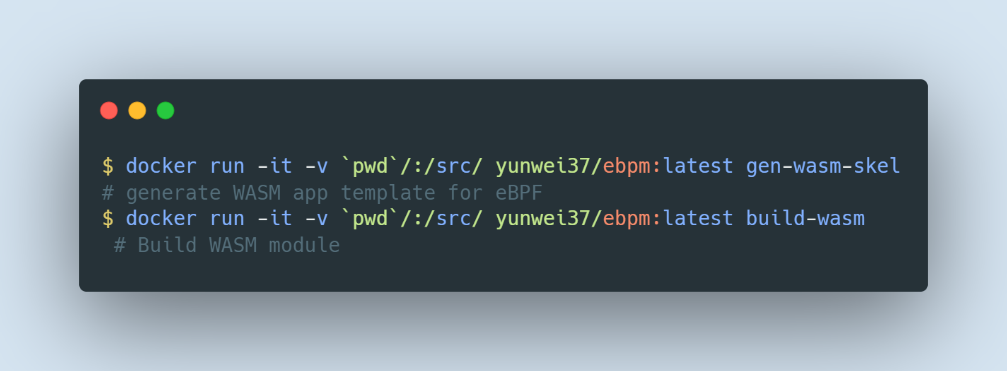 $ docker run -it -v `pwd`/:/src/ yunwei37/ebpm:latest gen-wasm-skel
# generate WASM app template for eBPF
$ docker run -it -v `pwd`/:/src/ yunwei37/ebpm:latest build-wasm
# Build WASM module